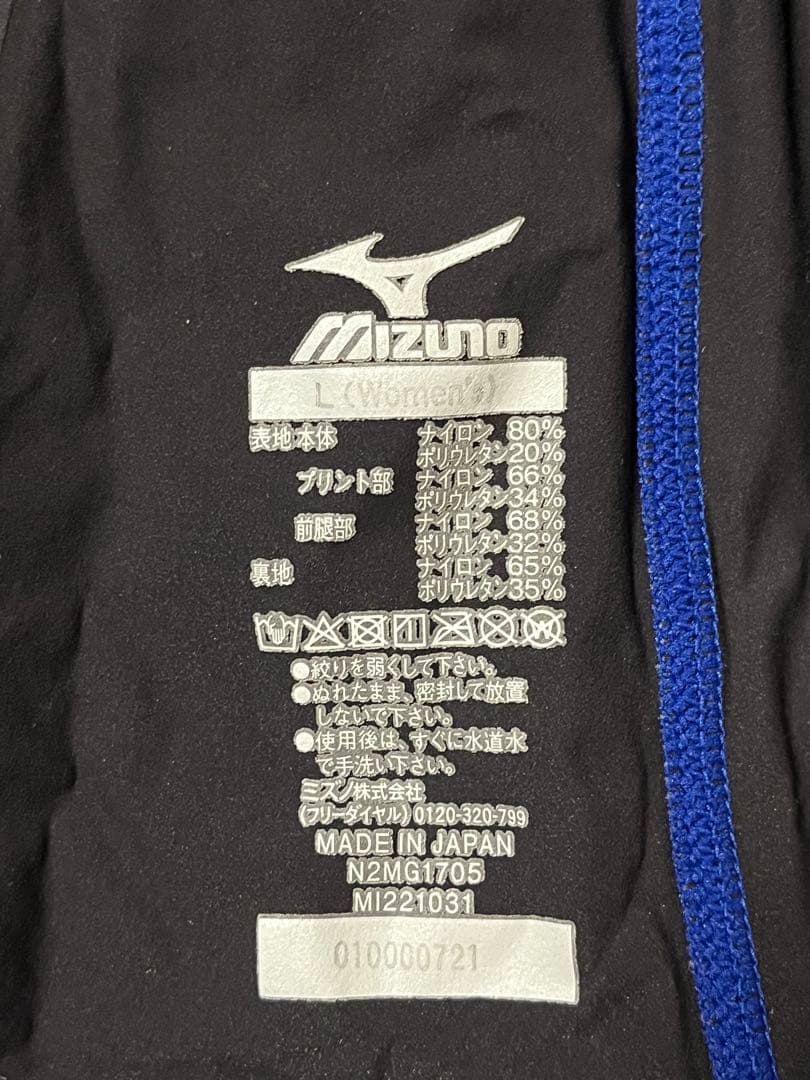 MIZUNO
L (Women's)
表地 本体 ナイロン 80%
ポリウレタン 20%
プリント部 ナイロン 66%
ポリウレタン 34%
前腿部 ナイロン 68%
ポリウレタン 32%
裏地 ナイロン 65%
ポリウレタン 35%
●絞りを弱くして下さい。
●ぬれたまま、密封して放置
しないで下さい。
●使用後は、すぐに水道水
で手洗い下さい。
ミズノ株式会社
(フリーダイヤル) 0120-320-799
MADE IN JAPAN
N2MG1705
MI221031
010000721